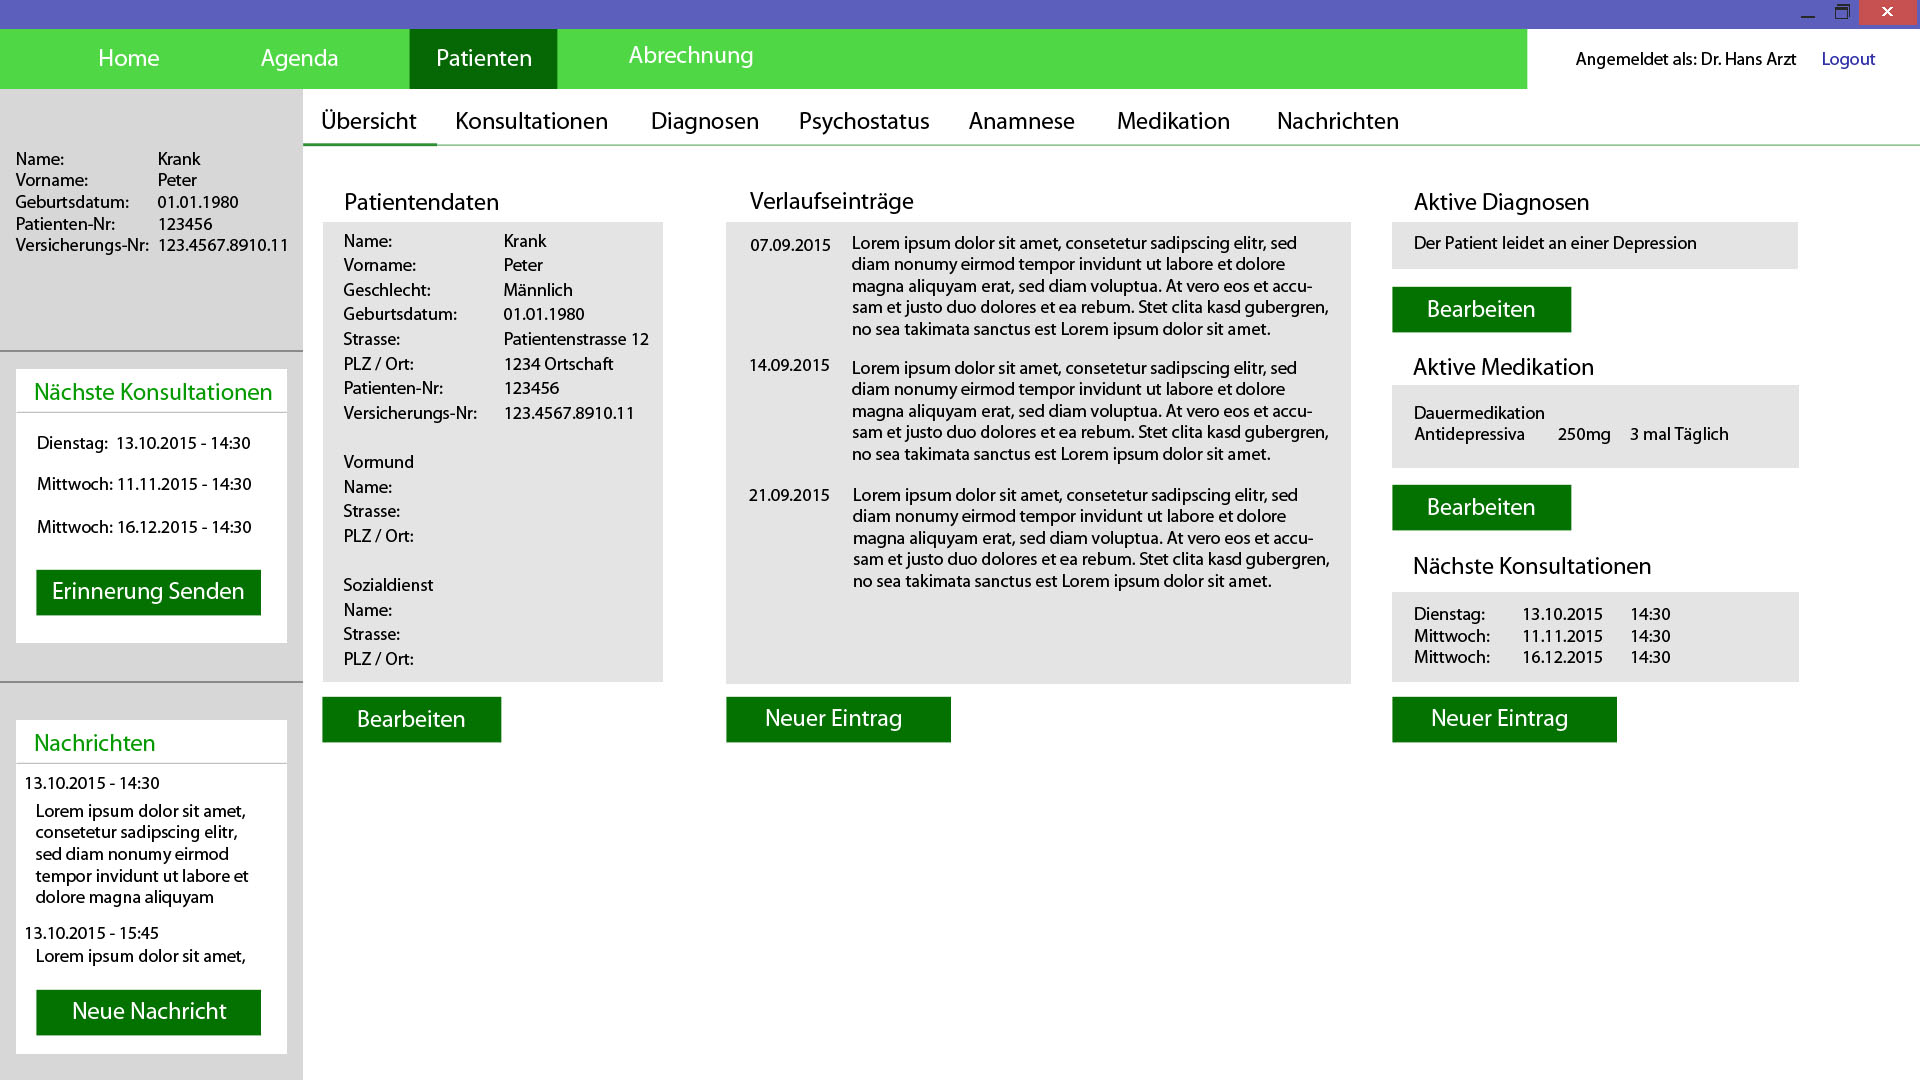 Home Agenda Patienten Abrechnung
Angemeldet als: Dr. Hans Arzt Logout
Name: Krank
Vorname: Peter
Geburtsdatum: 01.01.1980
Patienten-Nr: 123456
Versicherungs-Nr: 123.4567.8910.11
Nächste Konsultationen
Dienstag: 13.10.2015 - 14:30
Mittwoch: 11.11.2015 - 14:30
Mittwoch: 16.12.2015 - 14:30
Erinnerung Senden
Nachrichten
13.10.2015 - 14:30
Lorem ipsum dolor sit amet,
consetetur sadipscing elitr,
sed diam nonumy eirmod
tempor invidunt ut labore et
dolore magna aliquyam
13.10.2015 - 15:45
Lorem ipsum dolor sit amet,
Neue Nachricht
Übersicht Konsultationen Diagnosen Psychostatus Anamnese Medikation Nachrichten
Patientendaten
Name: Krank
Vorname: Peter
Geschlecht: Männlich
Geburtsdatum: 01.01.1980
Strasse: Patientenstrasse 12
PLZ / Ort: 1234 Ortschaft
Patienten-Nr: 123456
Versicherungs-Nr: 123.4567.8910.11
Vormund
Name:
Strasse:
PLZ / Ort:
Sozialdienst
Name:
Strasse:
PLZ / Ort:
Bearbeiten
Verlaufseinträge
07.09.2015 Lorem ipsum dolor sit amet, consetetur sadipscing elitr, sed
diam nonumy eirmod tempor invidunt ut labore et dolore
magna aliquyam erat, sed diam voluptua. At vero eos et accu-
sam et justo duo dolores et ea rebum. Stet clita kasd gubergren,
no sea takimata sanctus est Lorem ipsum dolor sit amet.
14.09.2015 Lorem ipsum dolor sit amet, consetetur sadipscing elitr, sed
diam nonumy eirmod tempor invidunt ut labore et dolore
magna aliquyam erat, sed diam voluptua. At vero eos et accu-
sam et justo duo dolores et ea rebum. Stet clita kasd gubergren,
no sea takimata sanctus est Lorem ipsum dolor sit amet.
21.09.2015 Lorem ipsum dolor sit amet, consetetur sadipscing elitr, sed
diam nonumy eirmod tempor invidunt ut labore et dolore
magna aliquyam erat, sed diam voluptua. At vero eos et accu-
sam et justo duo dolores et ea rebum. Stet clita kasd gubergren,
no sea takimata sanctus est Lorem ipsum dolor sit amet.
Neuer Eintrag
Aktive Diagnosen
Der Patient leidet an einer Depression
Bearbeiten
Aktive Medikation
Dauermedikation
Antidepressiva 250mg 3 mal Täglich
Bearbeiten
Nächste Konsultationen
Dienstag: 13.10.2015 14:30
Mittwoch: 11.11.2015 14:30
Mittwoch: 16.12.2015 14:30
Neuer Eintrag